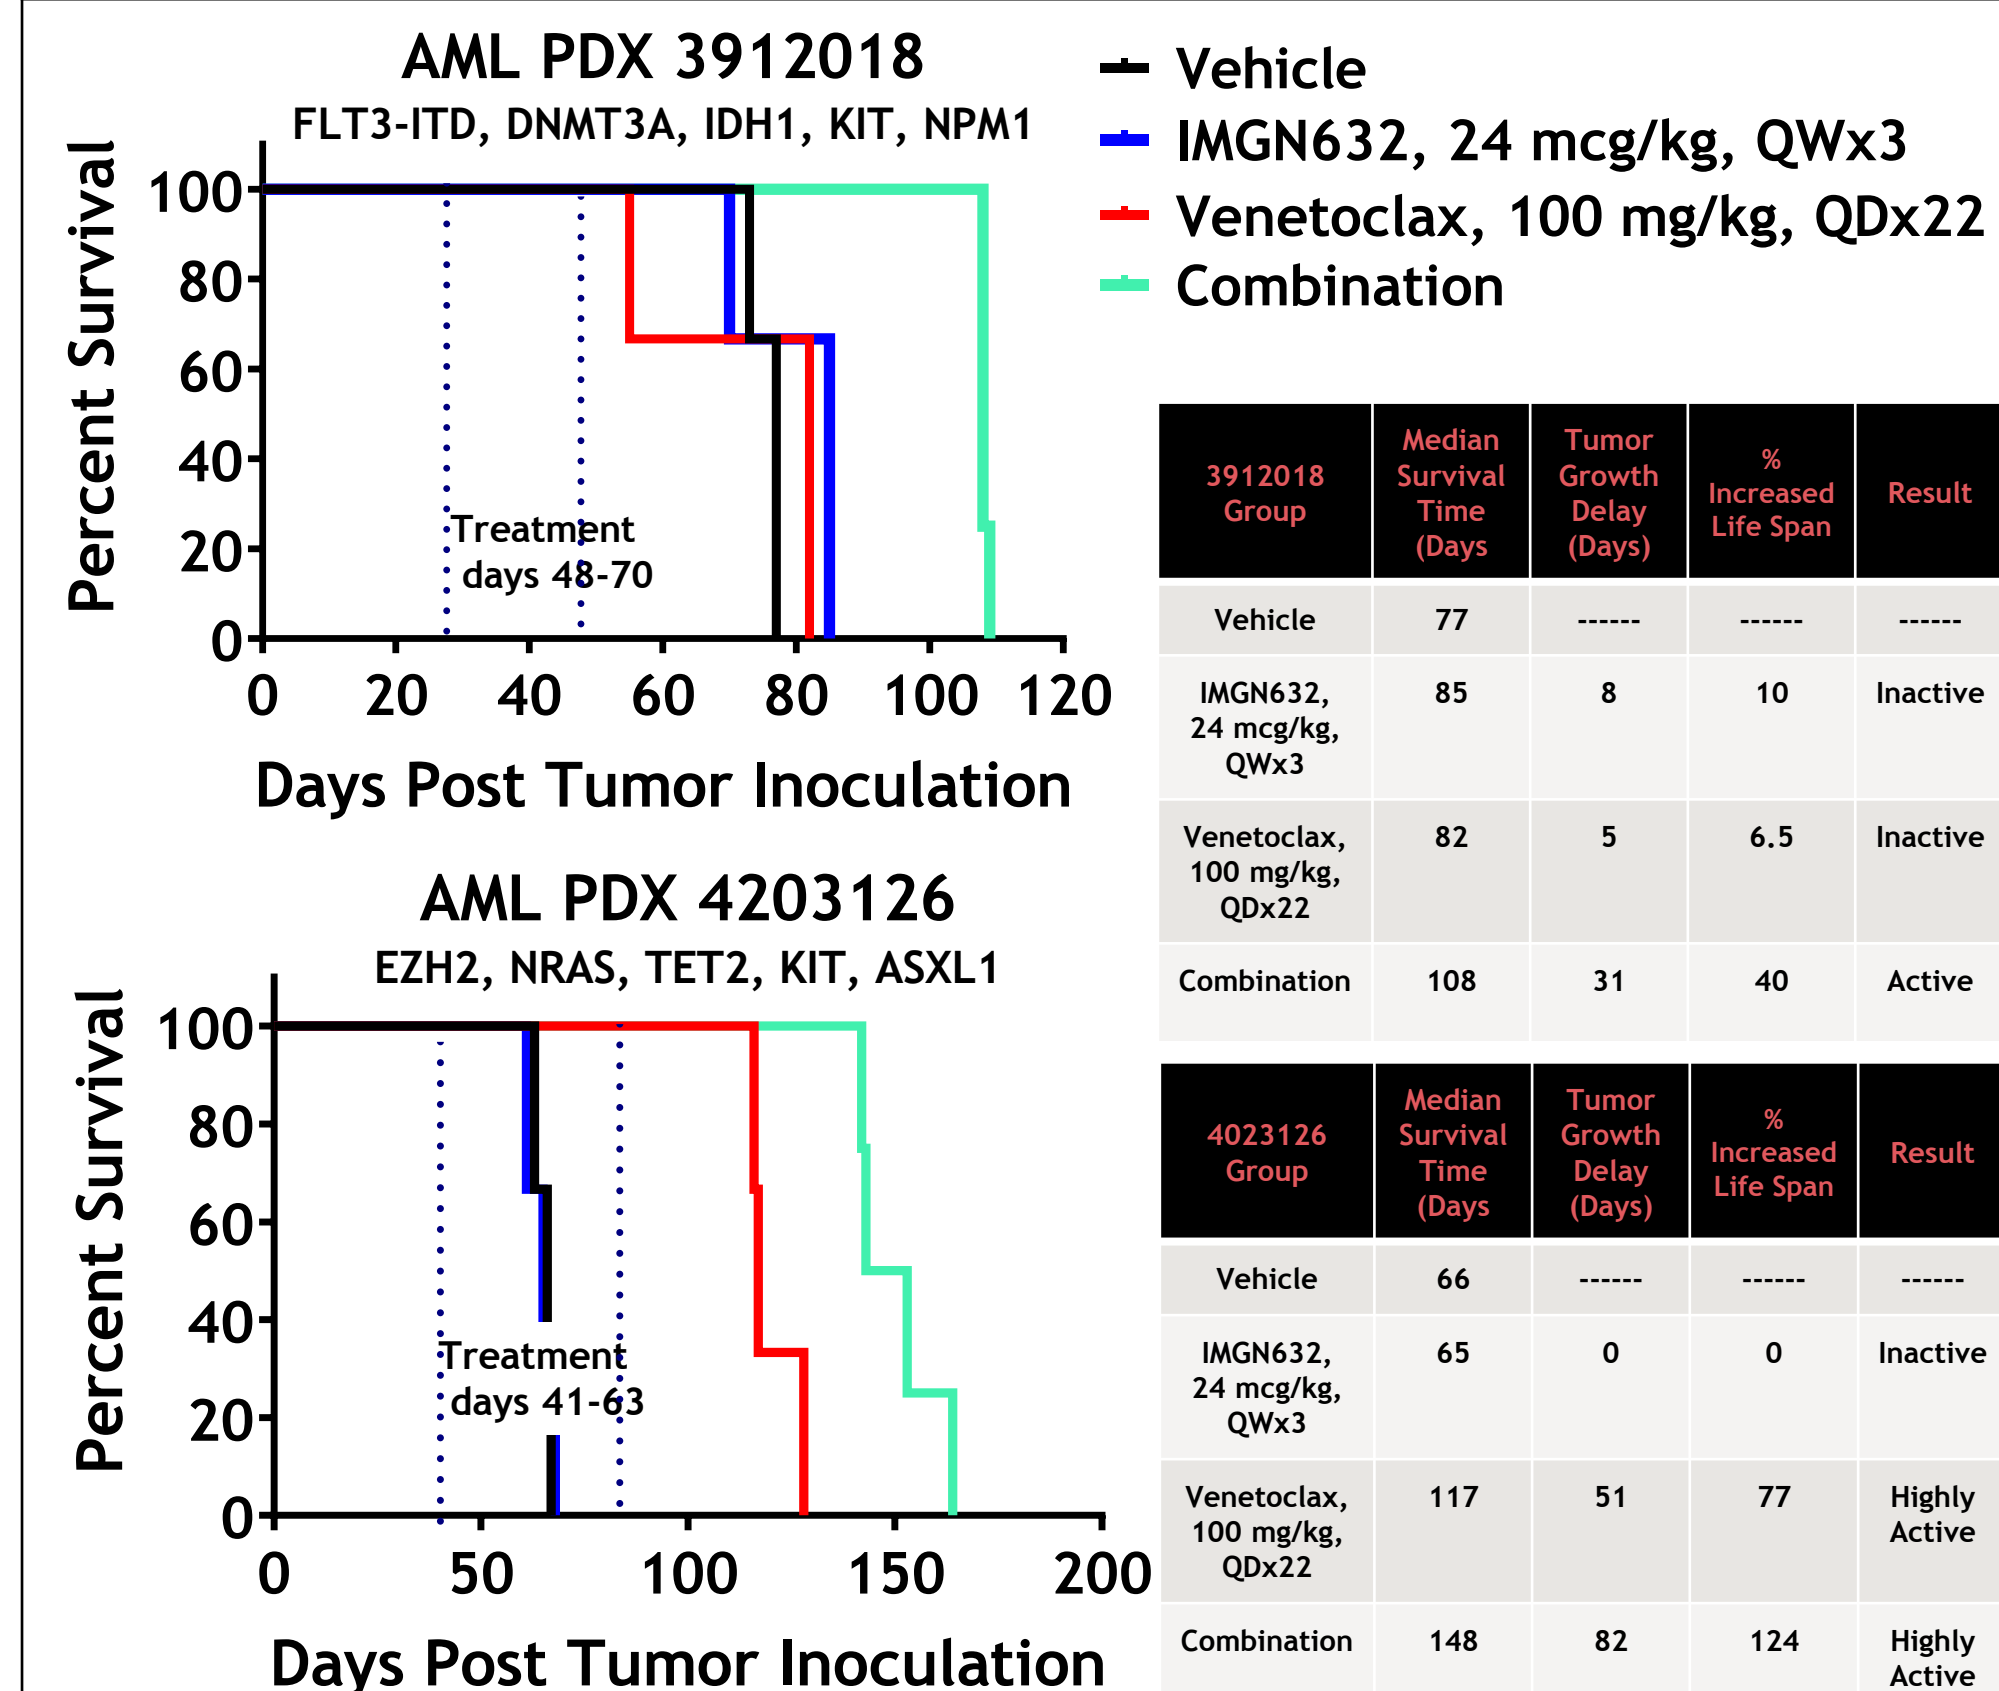 AML PDX 3912018
FLT3-ITD, DNMT3A, IDH1, KIT, NPM1
Percent Survival
100
80
60
40
20
0
Treatment
days 48-70
0 20 40 60 80 100 120
Days Post Tumor Inoculation
Vehicle
IMGN632, 24 mcg/kg, QWx3
Venetoclax, 100 mg/kg, QDx22
Combination
3912018
Group
Median
Survival
Time
(Days
Tumor
Growth
Delay
(Days)
%
Increased
Life Span
Result
Vehicle 77 ------ ------ ------
IMGN632, 85 8 10 Inactive
24 mcg/kg,
QWx3
Venetoclax, 82 5 6.5 Inactive
100 mg/kg,
QDx22
Combination 108 31 40 Active
AML PDX 4203126
EZH2, NRAS, TET2, KIT, ASXL1
Percent Survival
100
80
60
40
20
0
Treatment
days 41-63
0 50 100 150 200
Days Post Tumor Inoculation
4023126
Group
Median
Survival
Time
(Days
Tumor
Growth
Delay
(Days)
%
Increased
Life Span
Result
Vehicle 66 ------ ------ ------
IMGN632, 65 0 0 Inactive
24 mcg/kg,
QWx3
Venetoclax, 117 51 77 Highly
100 mg/kg, Active
QDx22
Combination 148 82 124 Highly
Active